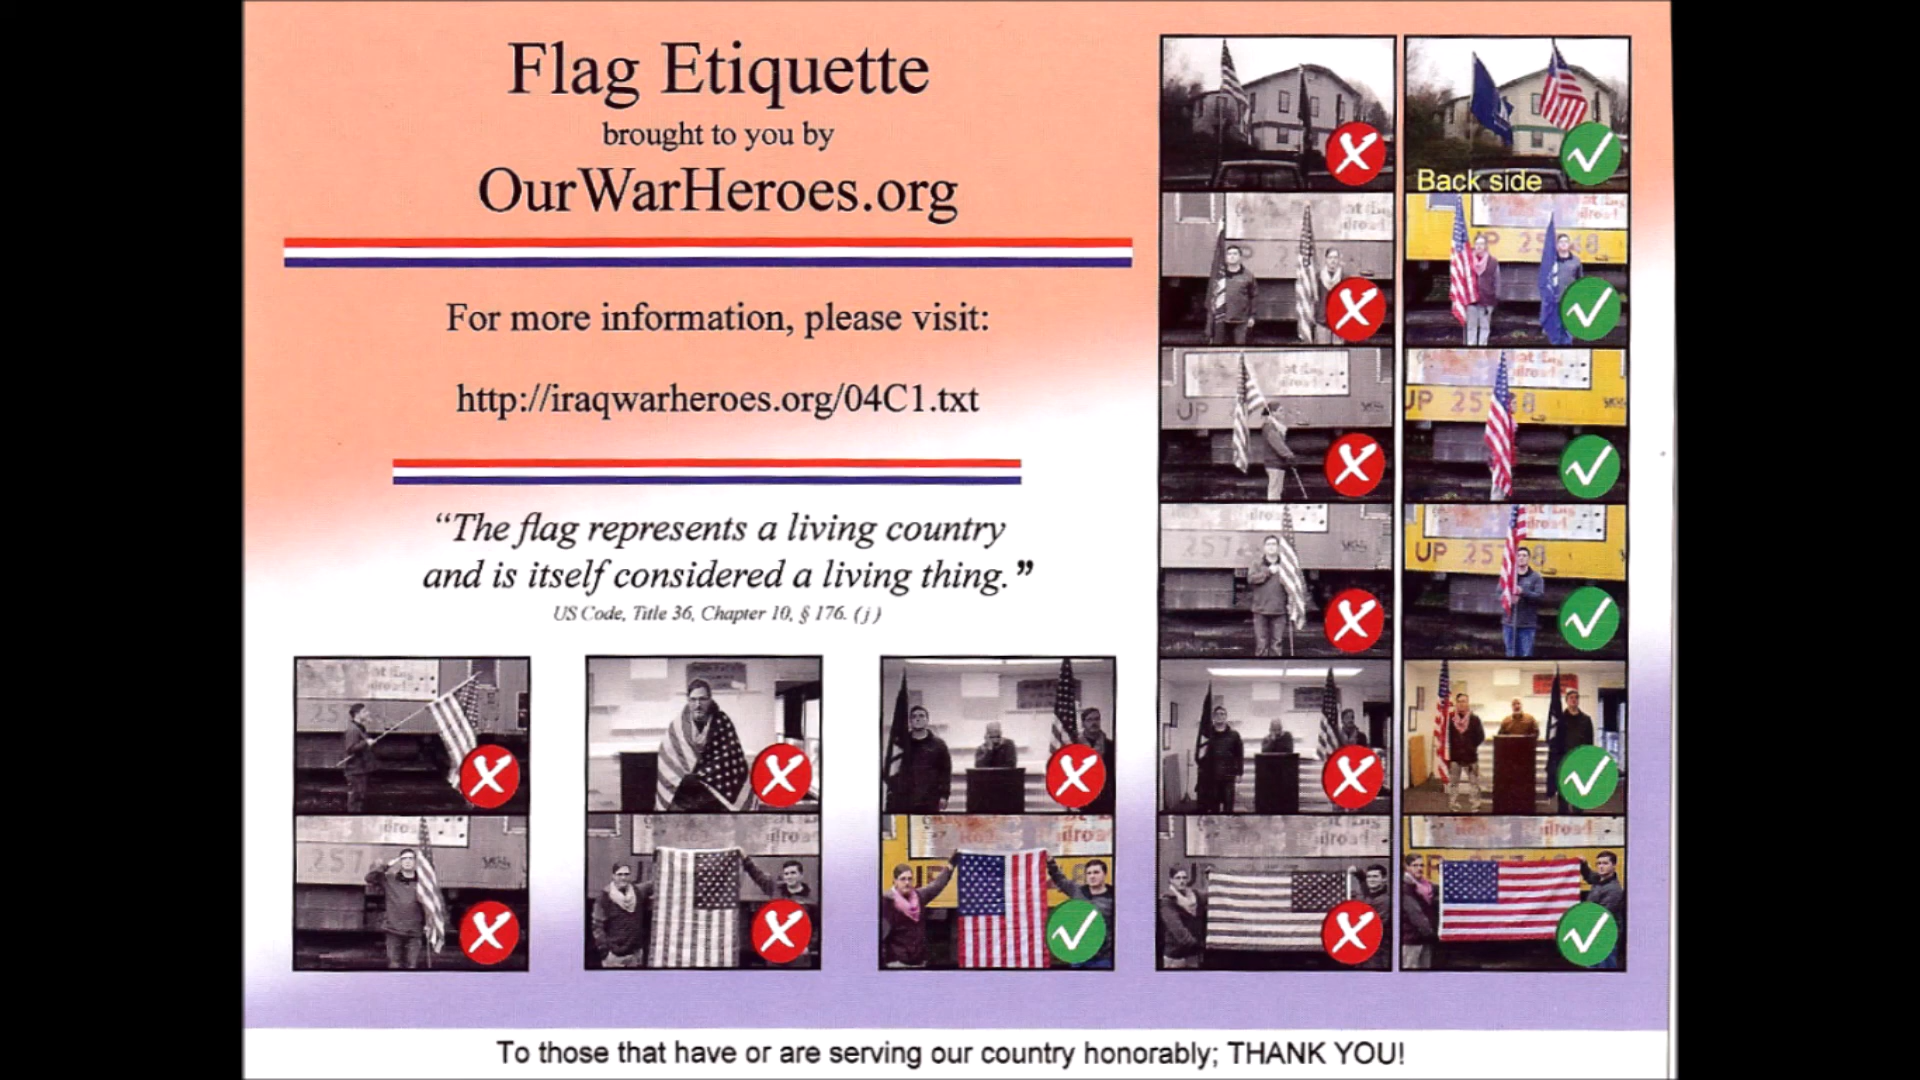 Flag Etiquette
brought to you by
OurWarHeroes.org
For more information, please visit:
http://iraqwarheroes.org/04C1.txt
“The flag represents a living country
and is itself considered a living thing.”
US Code, Title 36, Chapter 10, § 176. (j)
Back side
UP
UP
To those that have or are serving our country honorably; THANK YOU!